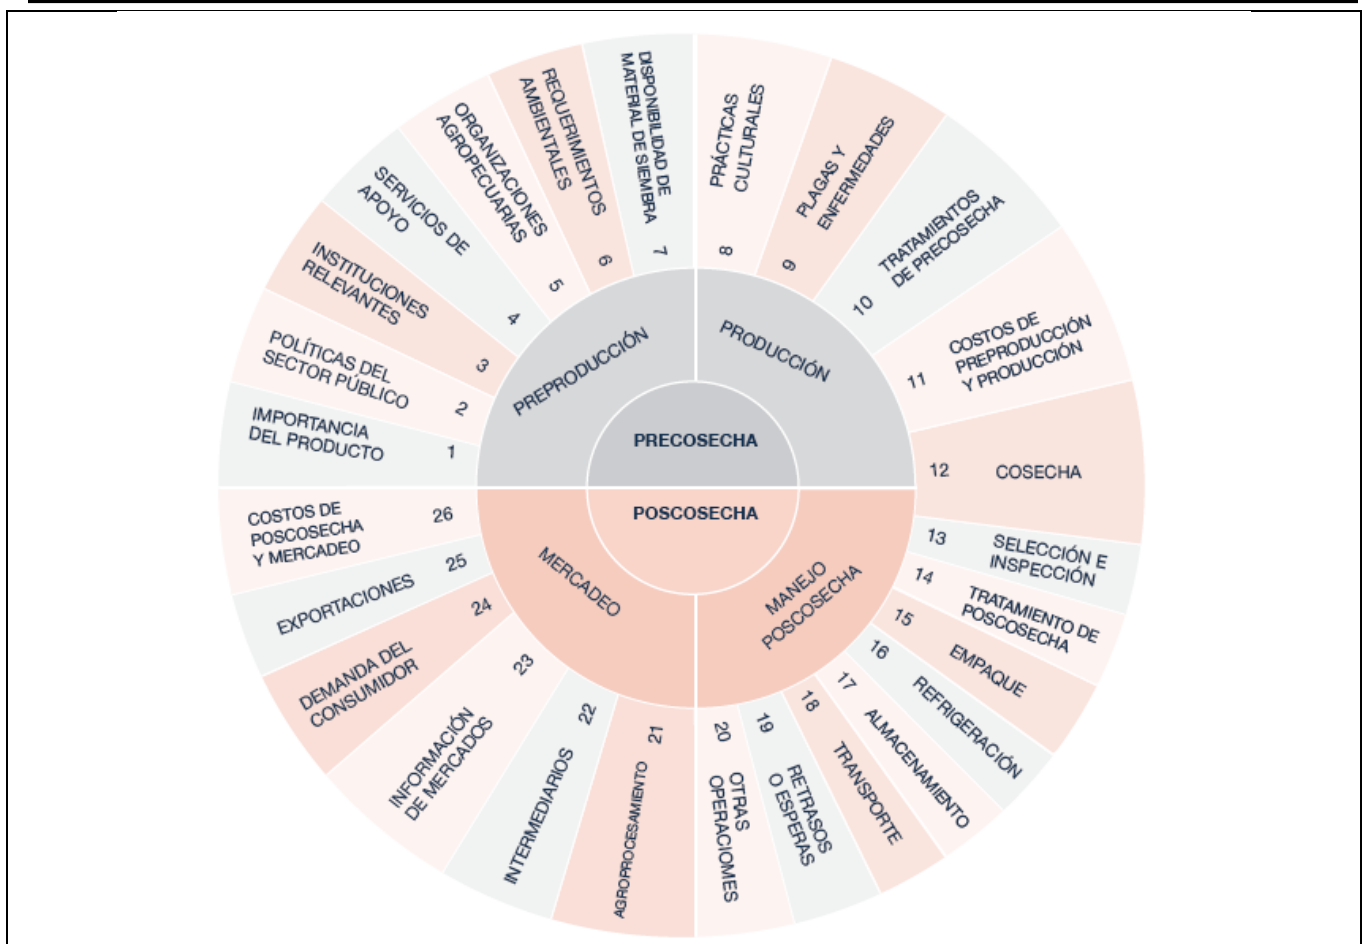 PRECOSECHA
POSCOSECHA
PREPRODUCCIÓN
PRODUCCIÓN
MANEJO
POSCOSECHA
MERCADEO
1
IMPORTANCIA
DEL PRODUCTO
2
POLÍTICAS DEL
SECTOR PÚBLICO
3
INSTITUCIONES
RELEVANTES
4
SERVICIOS DE
APOYO
5
ORGANIZACIONES
AGROPECUARIAS
6
REQUERIMIENTOS
AMBIENTALES
7
DISPONIBILIDAD DE
MATERIAL DE SIEMBRA
8
PRÁCTICAS
CULTURALES
9
PLAGAS Y
ENFERMEDADES
10
TRATAMIENTOS
DE PRECOSECHA
11
COSTOS DE
PREPRODUCCIÓN
Y PRODUCCIÓN
12
COSECHA
13
SELECCIÓN E
INSPECCIÓN
14
TRATAMIENTO DE
POSCOSECHA
15
EMPAQUE
16
REFRIGERACIÓN
17
ALMACENAMIENTO
18
TRANSPORTE
19
RETRASOS
O ESPERAS
20
OTRAS
OPERACIOMES
21
AGROPROCESAMIENTO
22
INTERMEDIARIOS
23
INFORMACIÓN
DE MERCADOS
24
DEMANDA DEL
CONSUMIDOR
25
EXPORTACIONES
26
COSTOS DE
POSCOSECHA
Y MERCADEO